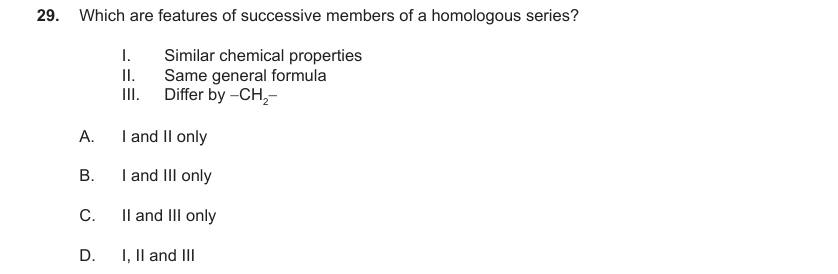 29. Which are features of successive members of a homologous series?
I. Similar chemical properties
II. Same general formula
III. Differ by –CH₂–
A. I and II only
B. I and III only
C. II and III only
D. I, II and III